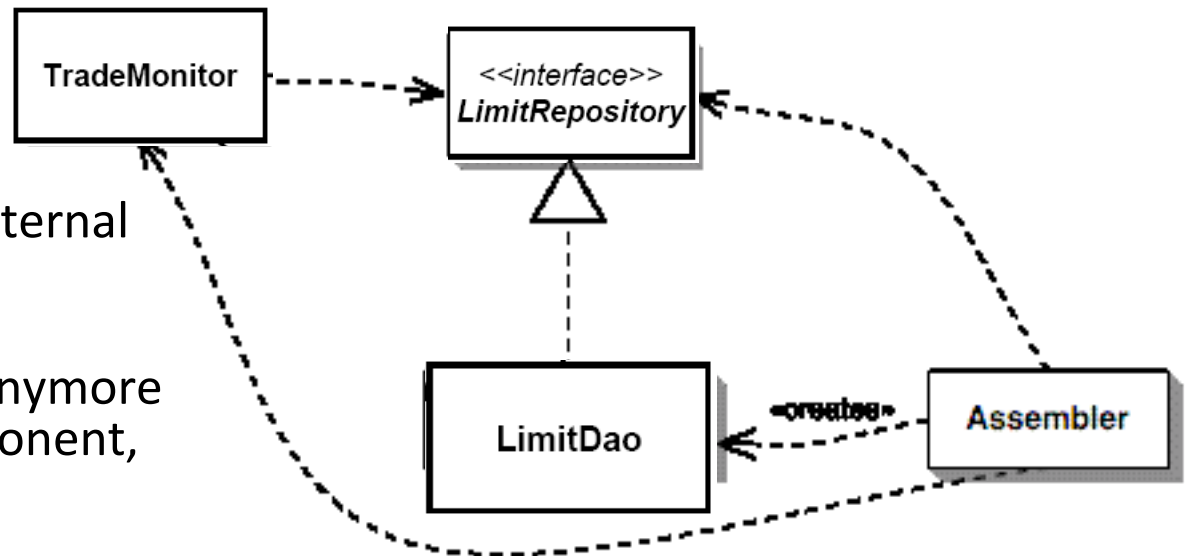 TradeMonitor
<<interface>>
LimitRepository
ternal
nymore
onent,
«creates»
LimitDao
Assembler